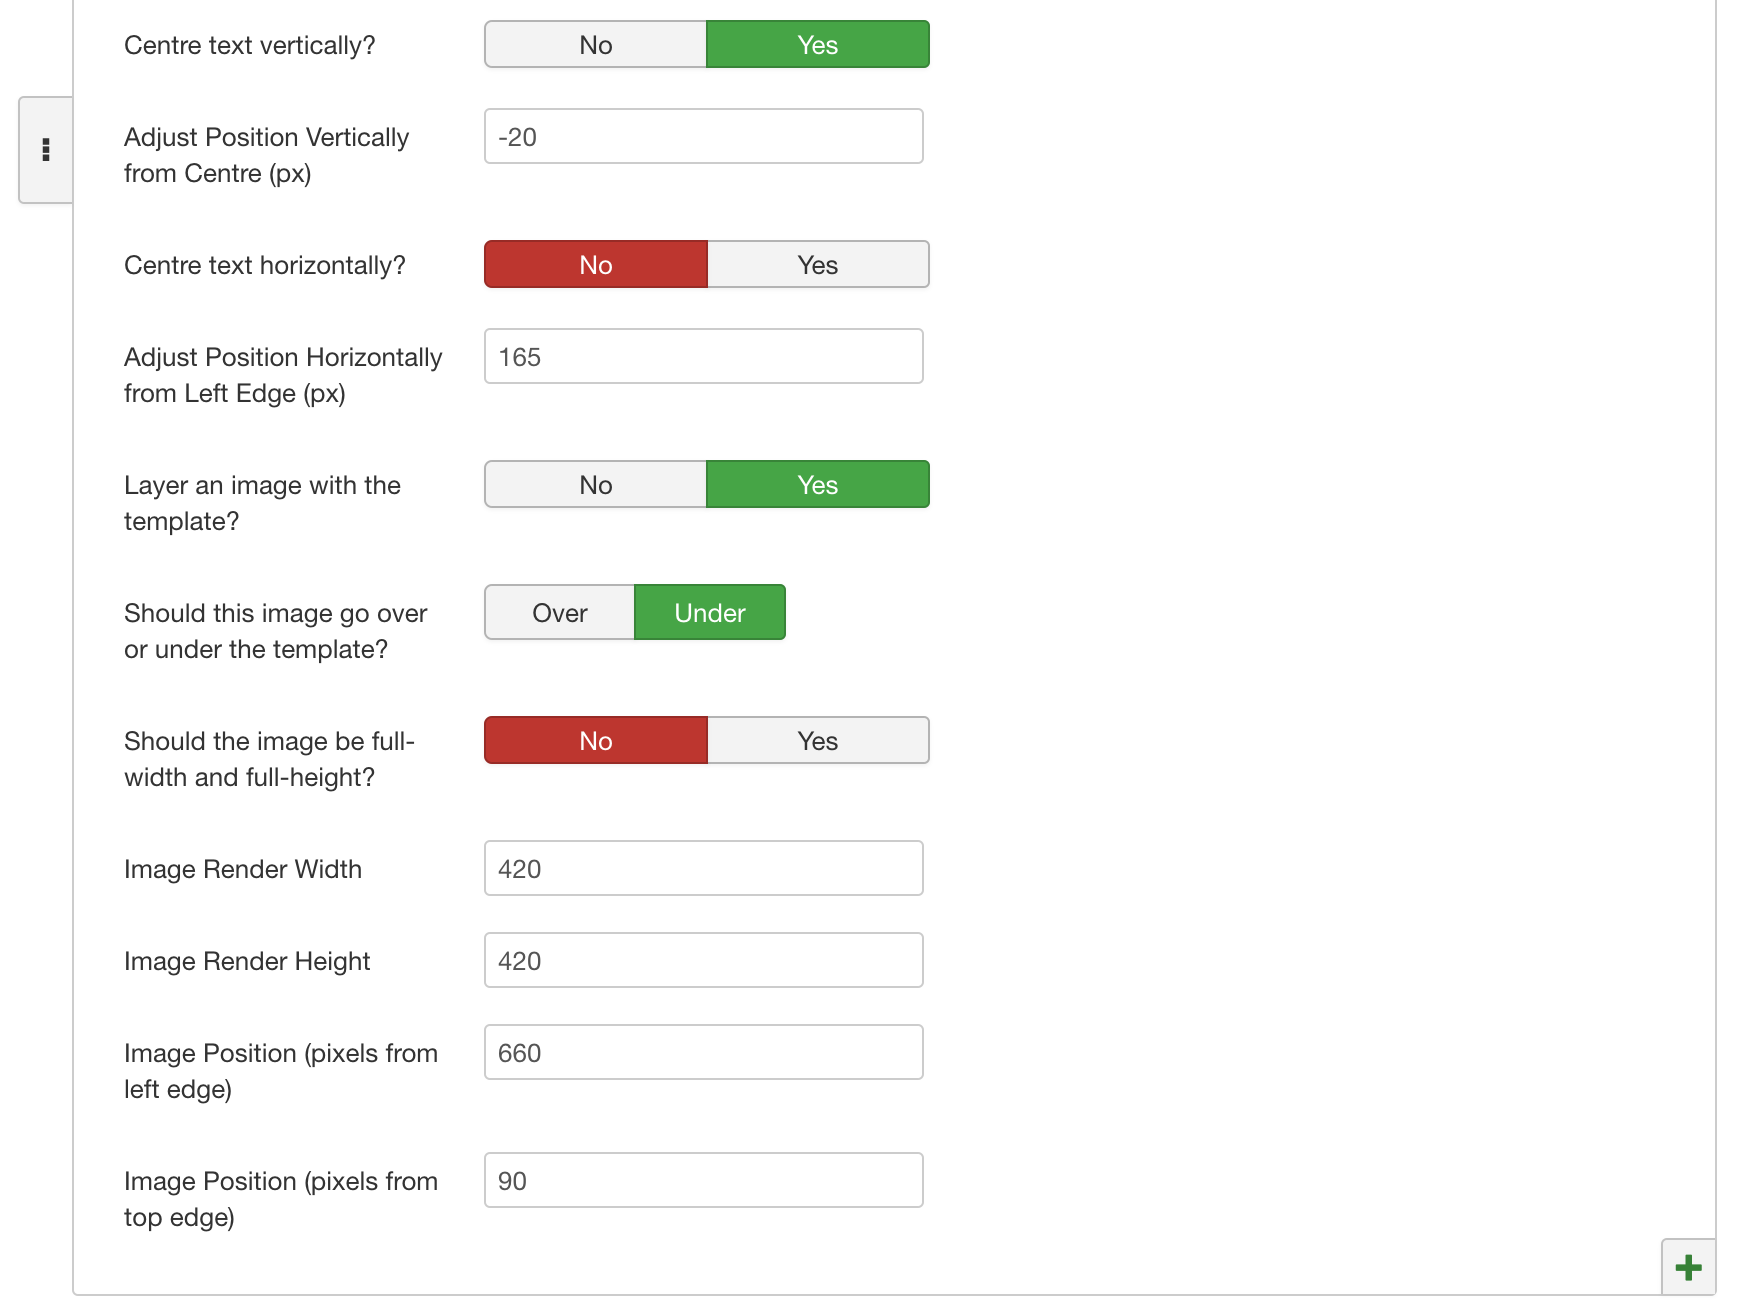 Centre text vertically?
No Yes
Adjust Position Vertically
from Centre (px)
-20
Centre text horizontally?
No Yes
Adjust Position Horizontally
from Left Edge (px)
165
Layer an image with the
template?
No Yes
Should this image go over
or under the template?
Over Under
Should the image be full-
width and full-height?
No Yes
Image Render Width
420
Image Render Height
420
Image Position (pixels from
left edge)
660
Image Position (pixels from
top edge)
90